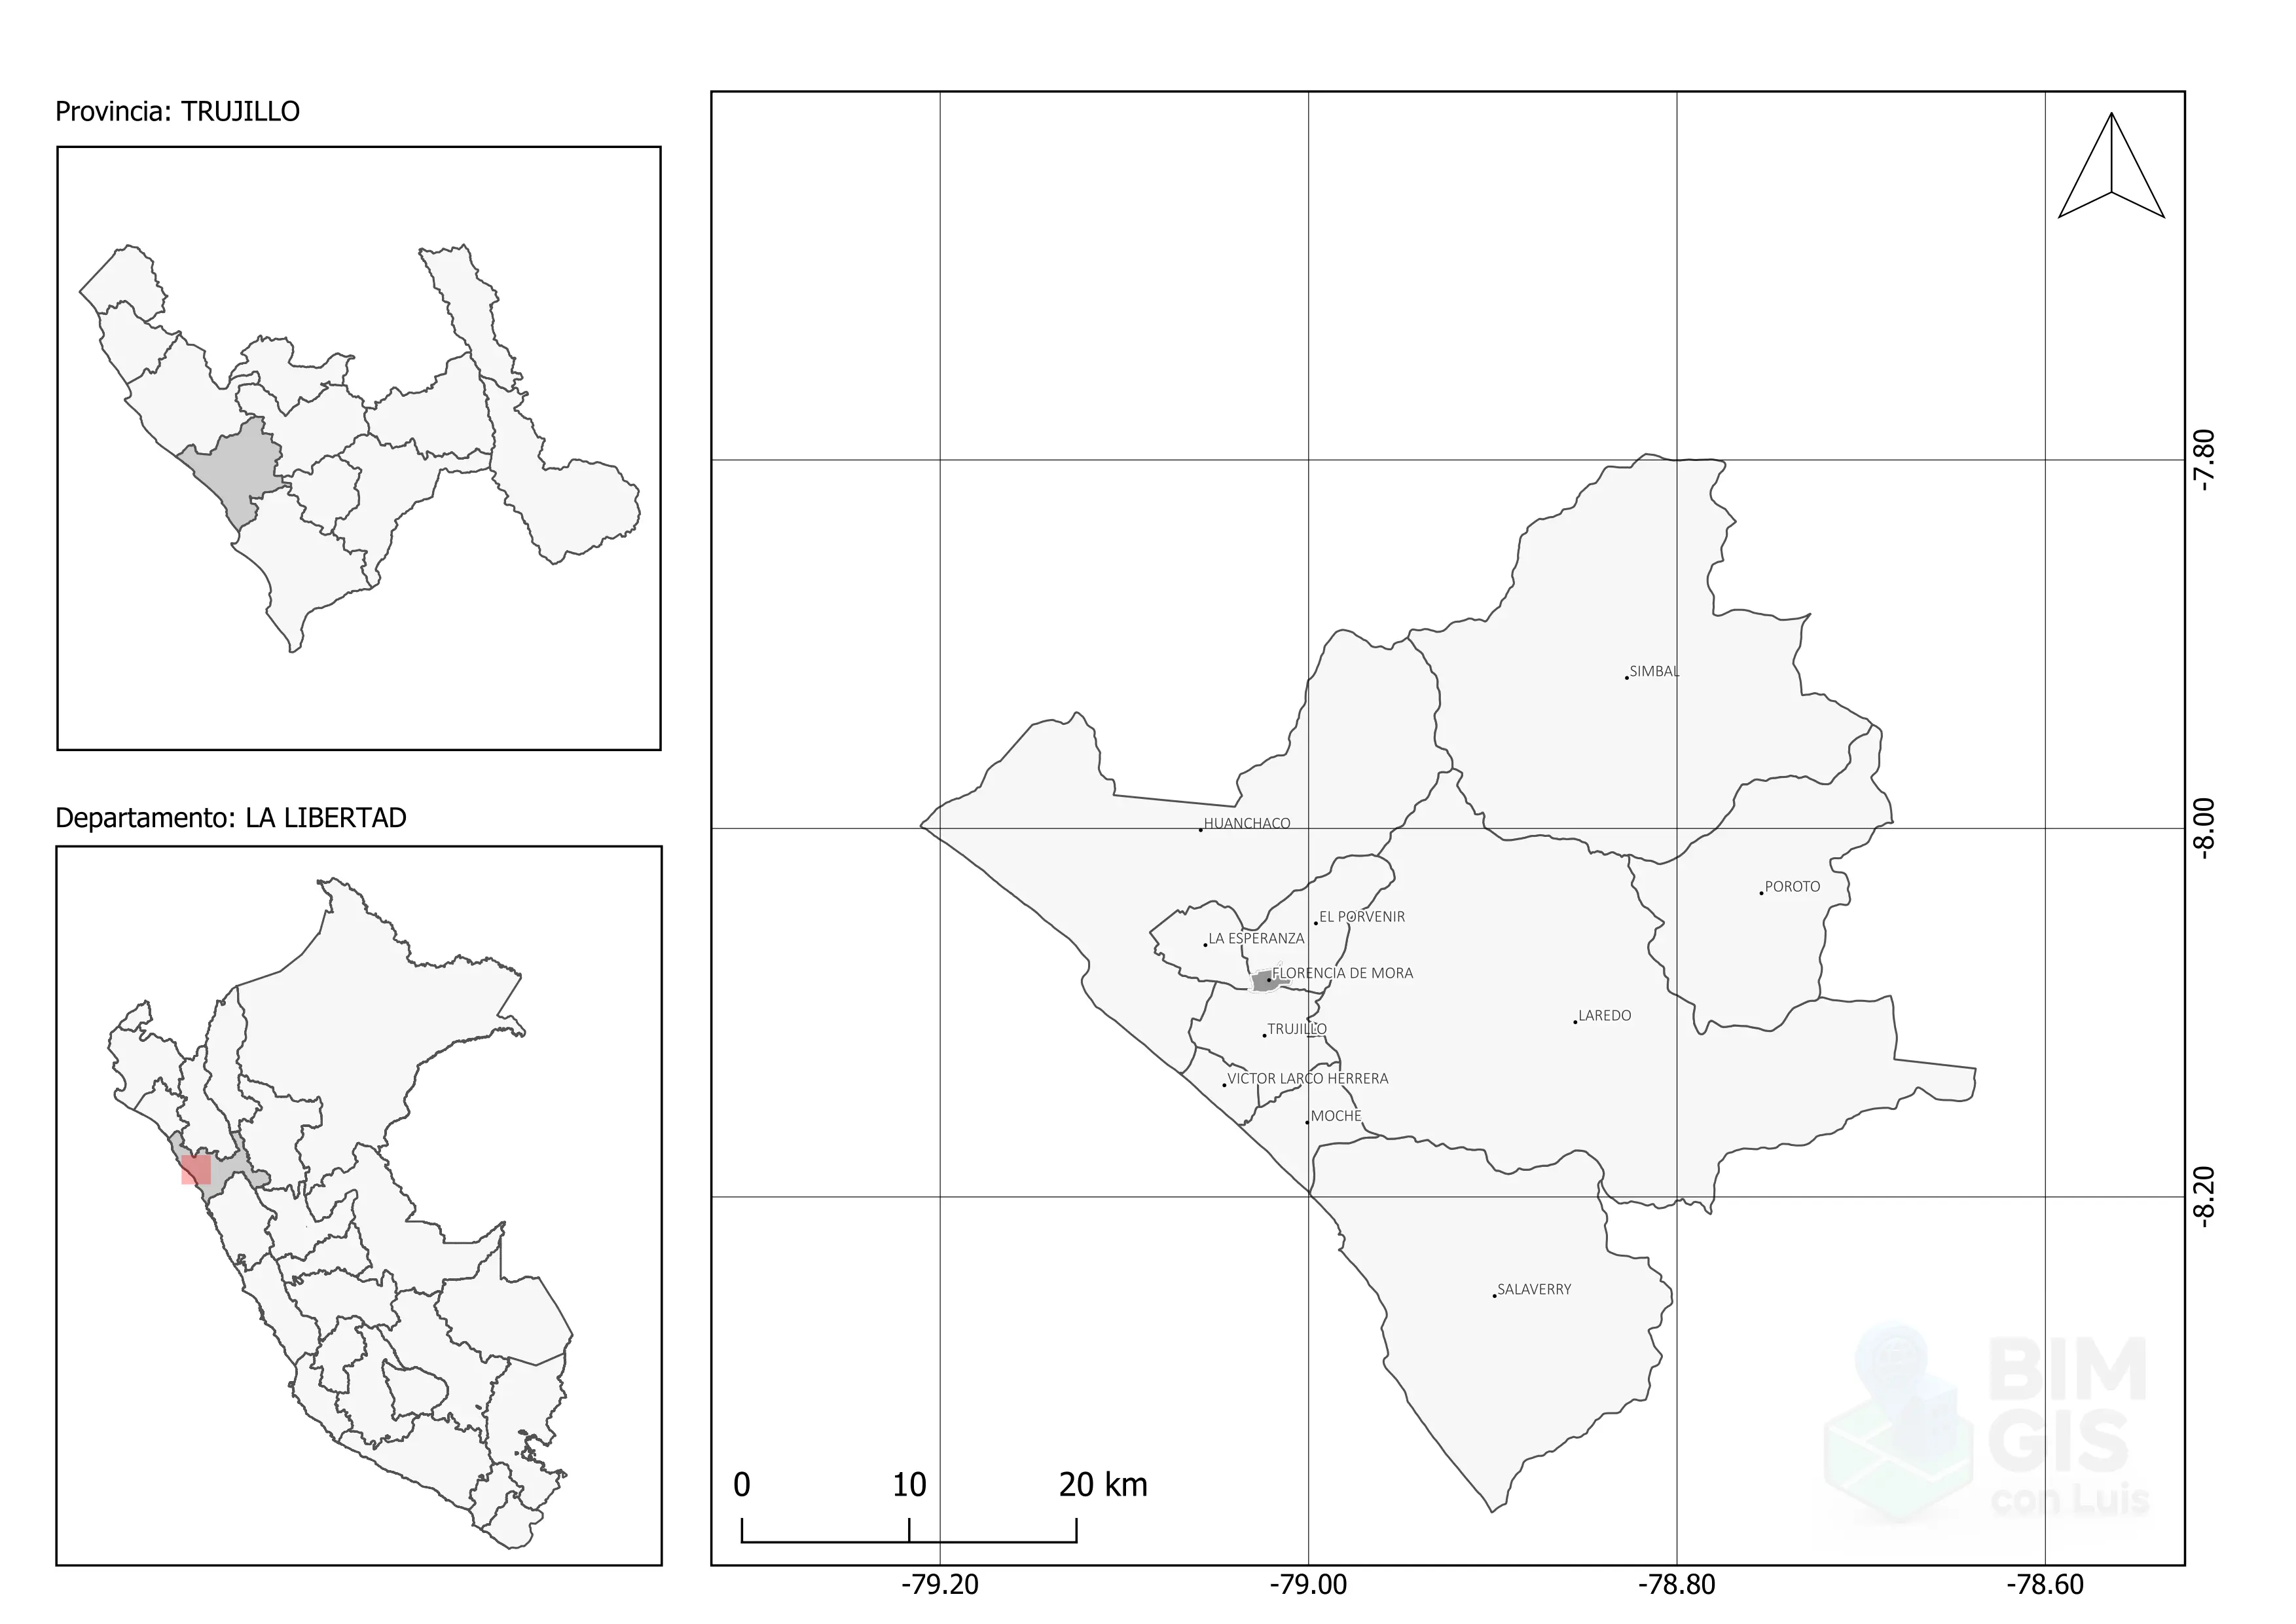 Provincia: TRUJILLO
Departamento: LA LIBERTAD
SIMBAL
HUANCHACO
POROTO
EL PORVENIR
LA ESPERANZA
FLORENCIA DE MORA
LAREDO
TRUJILLO
VICTOR LARCO HERRERA
MOCHE
SALAVERRY
-7.80
-8.00
-8.20
0 10 20 km
-79.20 -79.00 -78.80 -78.60
BIM
GIS
con Luis